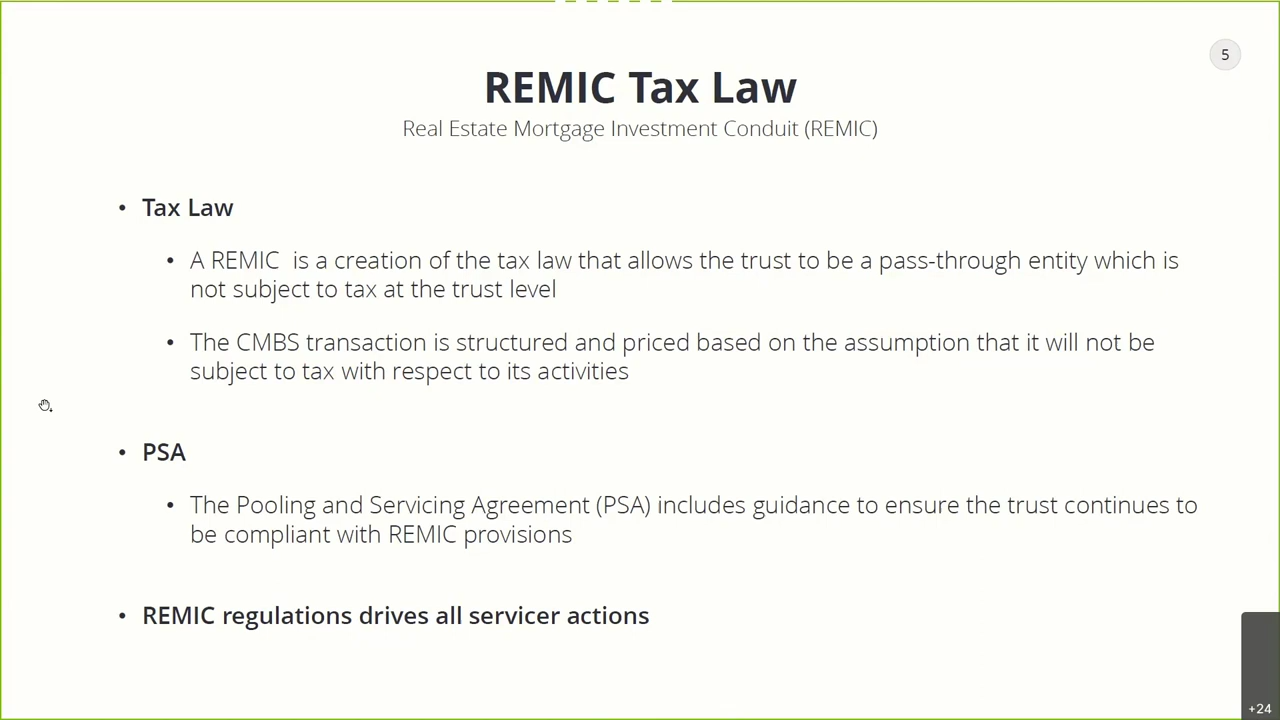 5
REMIC Tax Law
Real Estate Mortgage Investment Conduit (REMIC)
• Tax Law
• A REMIC  is a creation of the tax law that allows the trust to be a pass-through entity which is
not subject to tax at the trust level
• The CMBS transaction is structured and priced based on the assumption that it will not be
subject to tax with respect to its activities
• PSA
• The Pooling and Servicing Agreement (PSA) includes guidance to ensure the trust continues to
be compliant with REMIC provisions
• REMIC regulations drives all servicer actions
+24